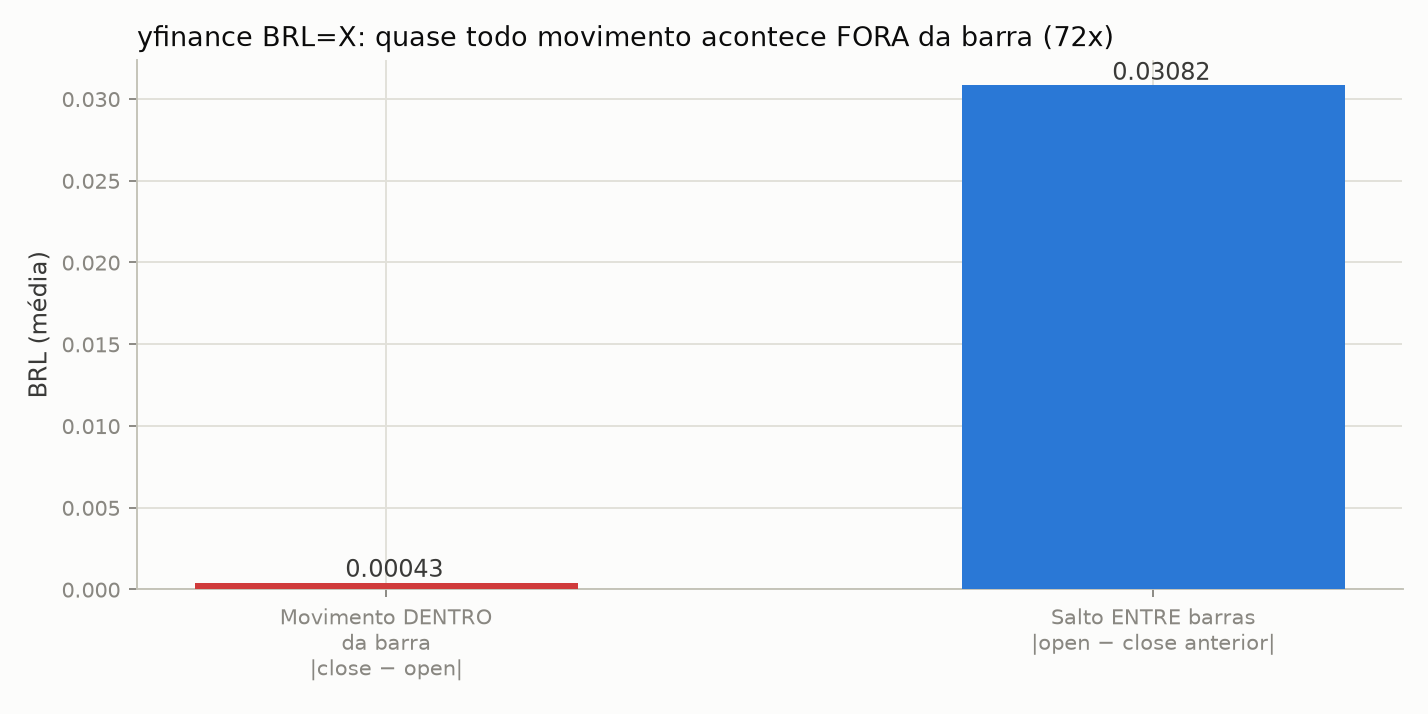 yfinance BRL=X: quase todo movimento acontece FORA da barra (72x)
0.03082
0.030
0.025
0.020
0.015
0.010
0.005
0.000
BRL (média)
0.00043
Movimento DENTRO
da barra
|close − open|
Salto ENTRE barras
|open − close anterior|